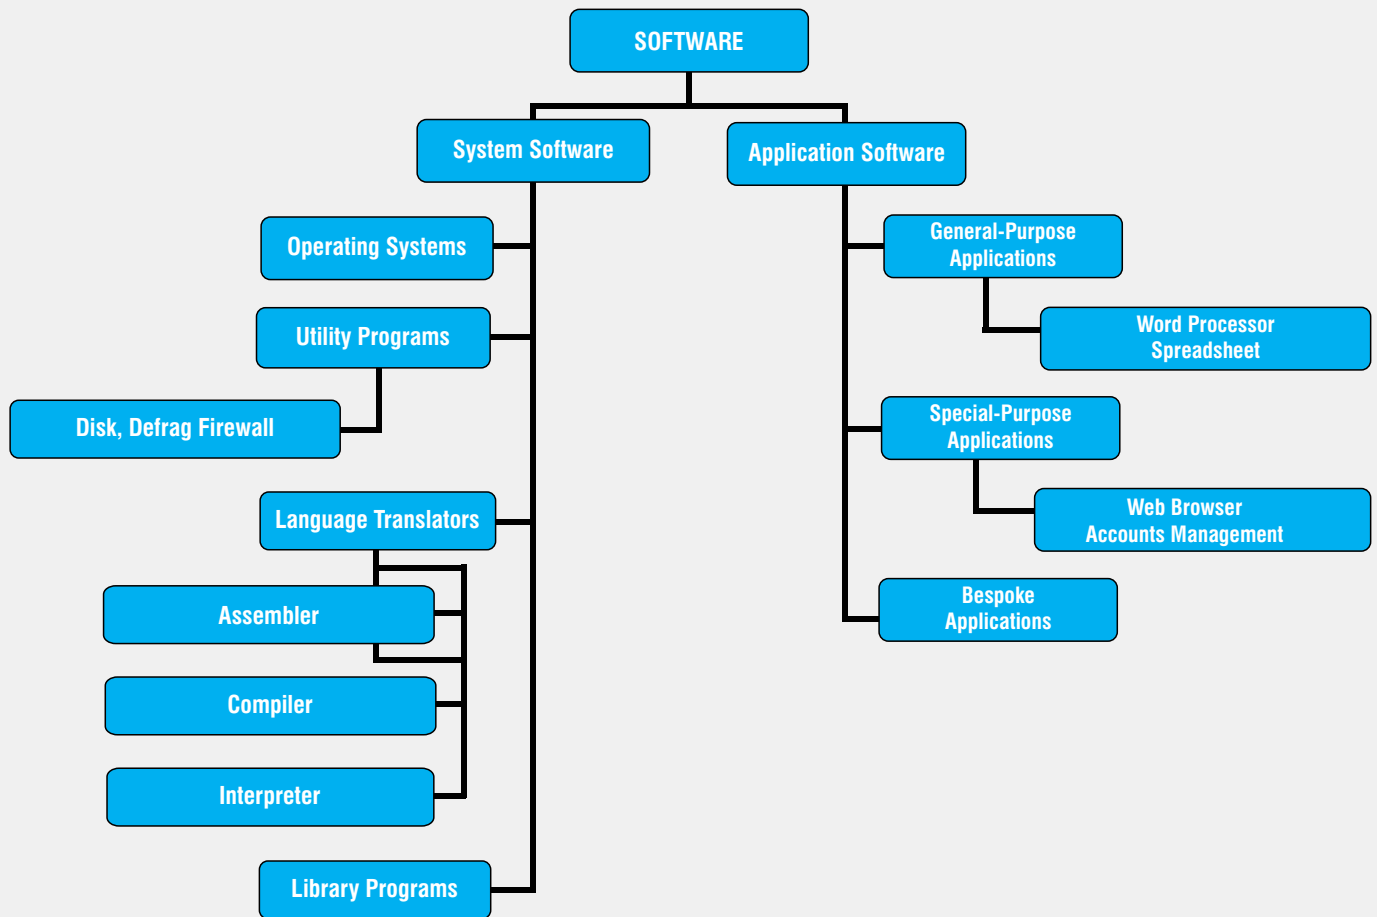 SOFTWARE
System Software
Application Software
Operating Systems
General-Purpose
Applications
Utility Programs
Word Processor
Spreadsheet
Disk, Defrag Firewall
Special-Purpose
Applications
Language Translators
Web Browser
Accounts Management
Assembler
Bespoke
Applications
Compiler
Interpreter
Library Programs